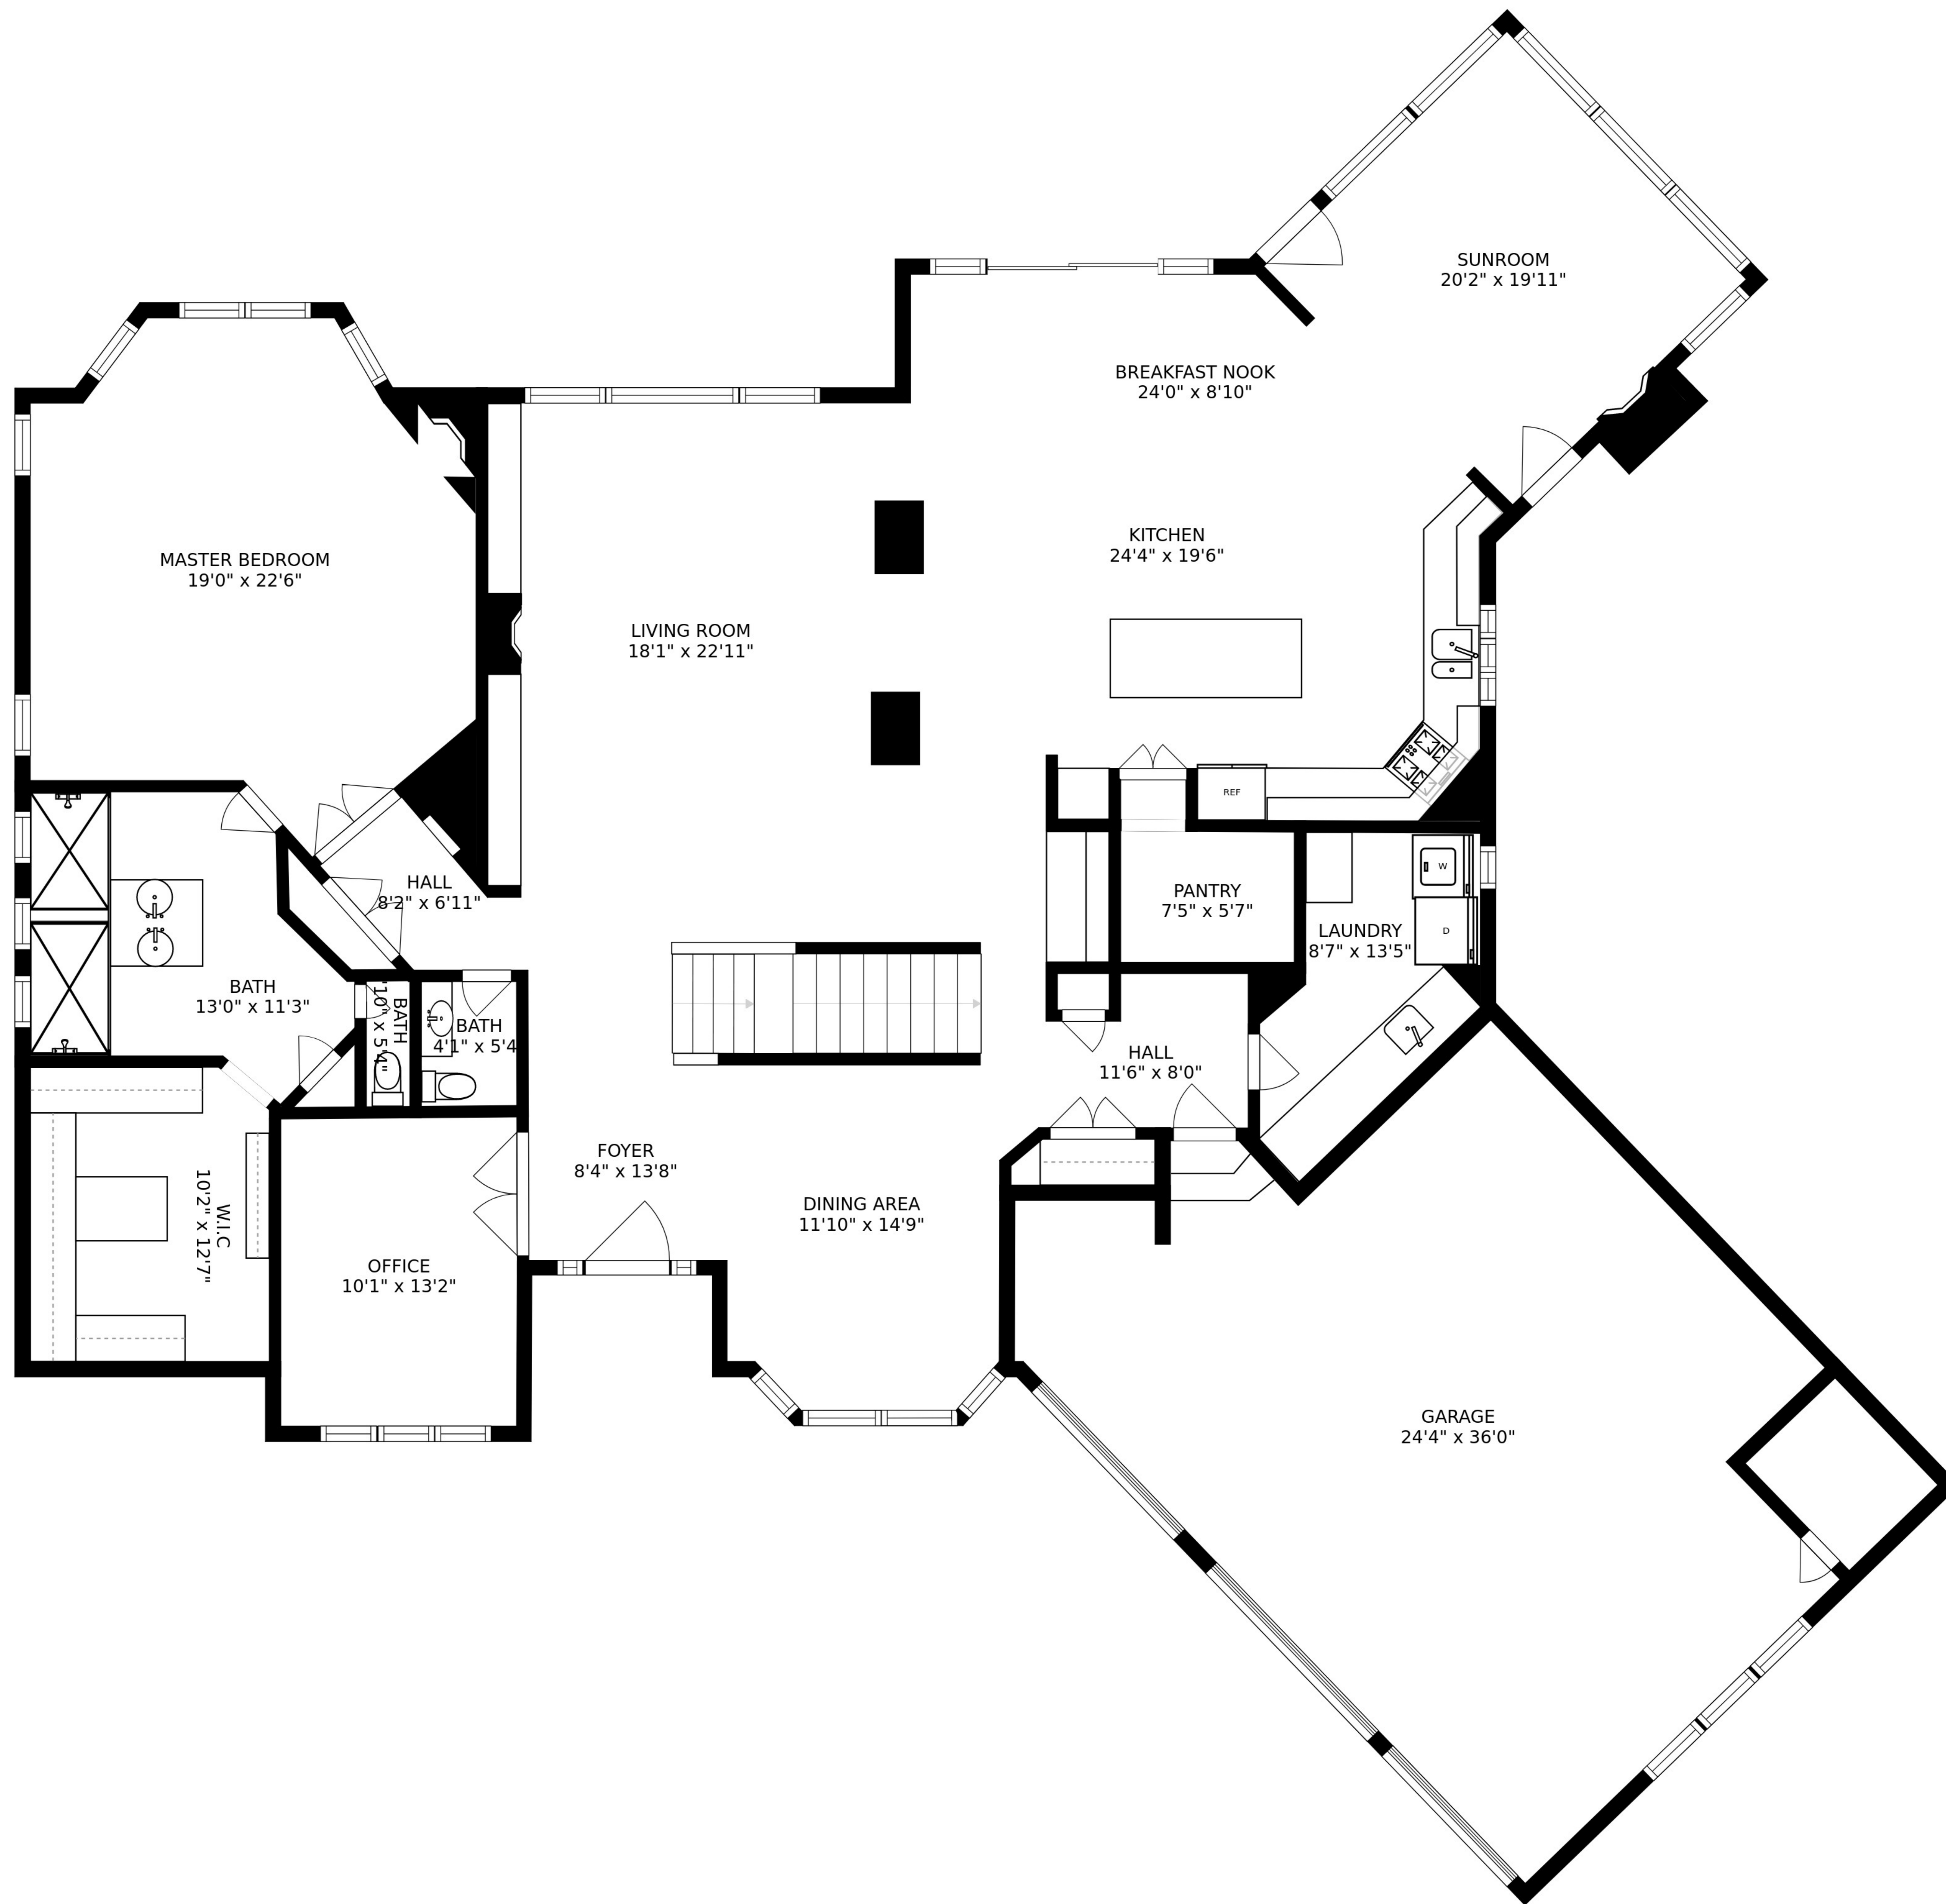 SUNROOM
20'2" x 19'11"
BREAKFAST NOOK
24'0" x 8'10"
MASTER BEDROOM
19'0" x 22'6"
KITCHEN
24'4" x 19'6"
LIVING ROOM
18'1" x 22'11"
REF
W
HALL
8'2" x 6'11"
PANTRY
7'5" x 5'7"
LAUNDRY
8'7" x 13'5"
D
BATH
13'0" x 11'3"
BATH
'10" x 5'4"
BATH
4'1" x 5'4
HALL
11'6" x 8'0"
FOYER
8'4" x 13'8"
DINING AREA
11'10" x 14'9"
W.I.C
10'2" x 12'7"
OFFICE
10'1" x 13'2"
GARAGE
24'4" x 36'0"